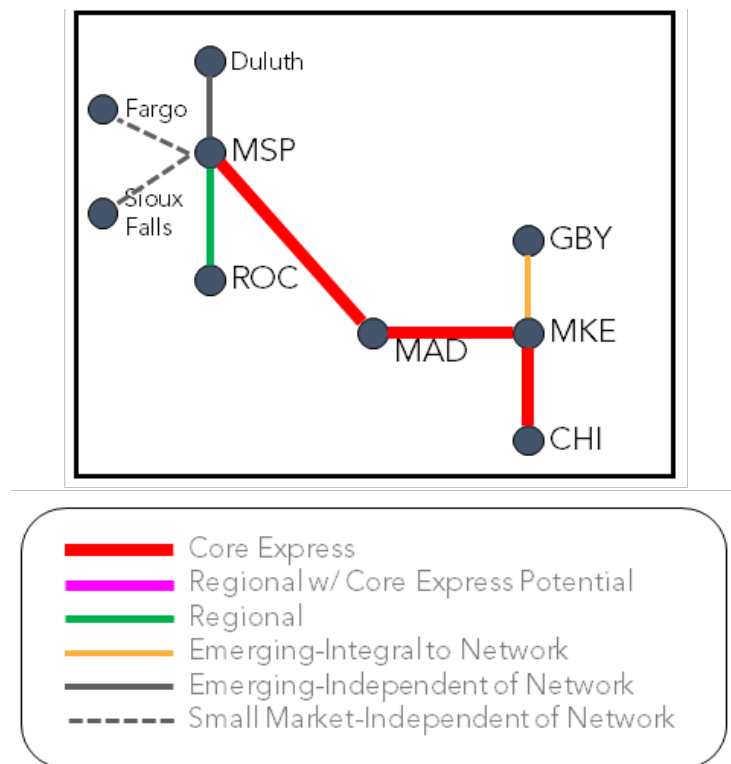 Duluth
Fargo
MSP
Sioux
Falls
GBY
ROC
MKE
MAD
CHI
Core Express
Regional w/ Core Express Potential
Regional
Emerging-Integral to Network
Emerging-Independent of Network
Small Market-Independent of Network